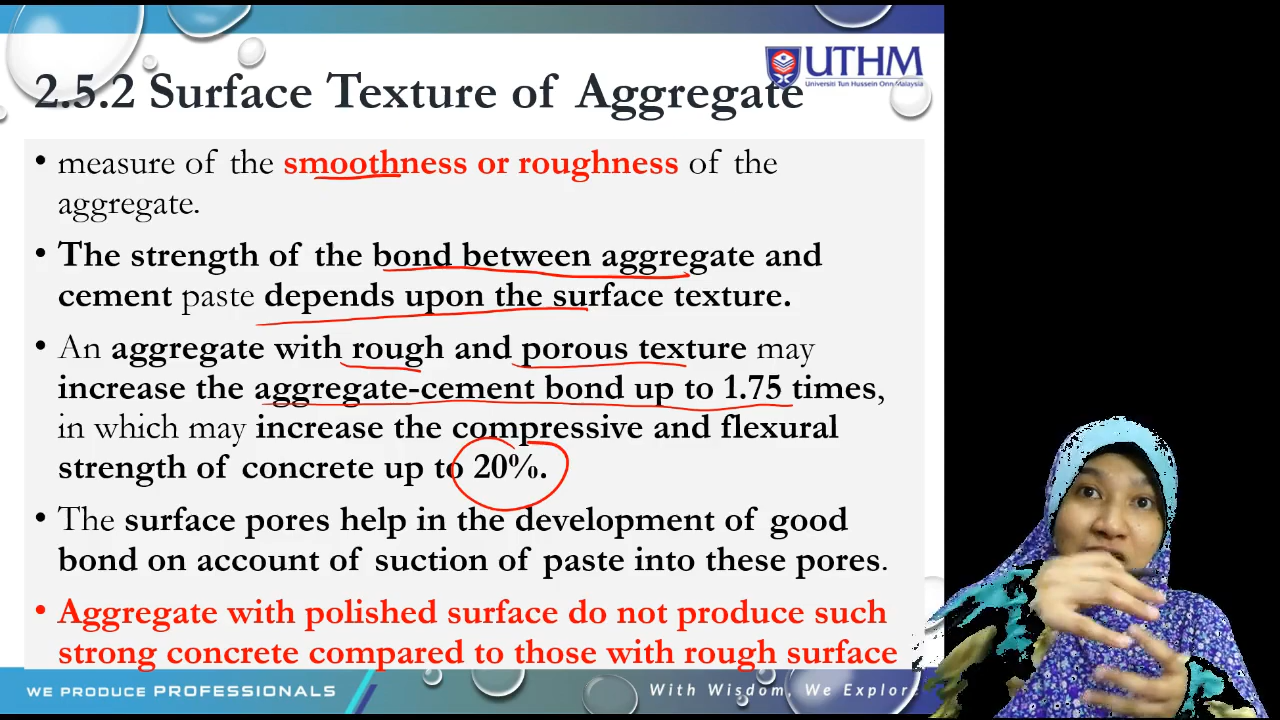 UTHM
Universiti Tun Hussein Onn Malaysia
2.5.2 Surface Texture of Aggregate
• measure of the smoothness or roughness of the
aggregate.
• The strength of the bond between aggregate and
cement paste depends upon the surface texture.
• An aggregate with rough and porous texture may
increase the aggregate-cement bond up to 1.75 times,
in which may increase the compressive and flexural
strength of concrete up to 20%.
• The surface pores help in the development of good
bond on account of suction of paste into these pores.
• Aggregate with polished surface do not produce such
strong concrete compared to those with rough surface
WE PRODUCE PROFESSIONALS
With Wisdom, We Explore